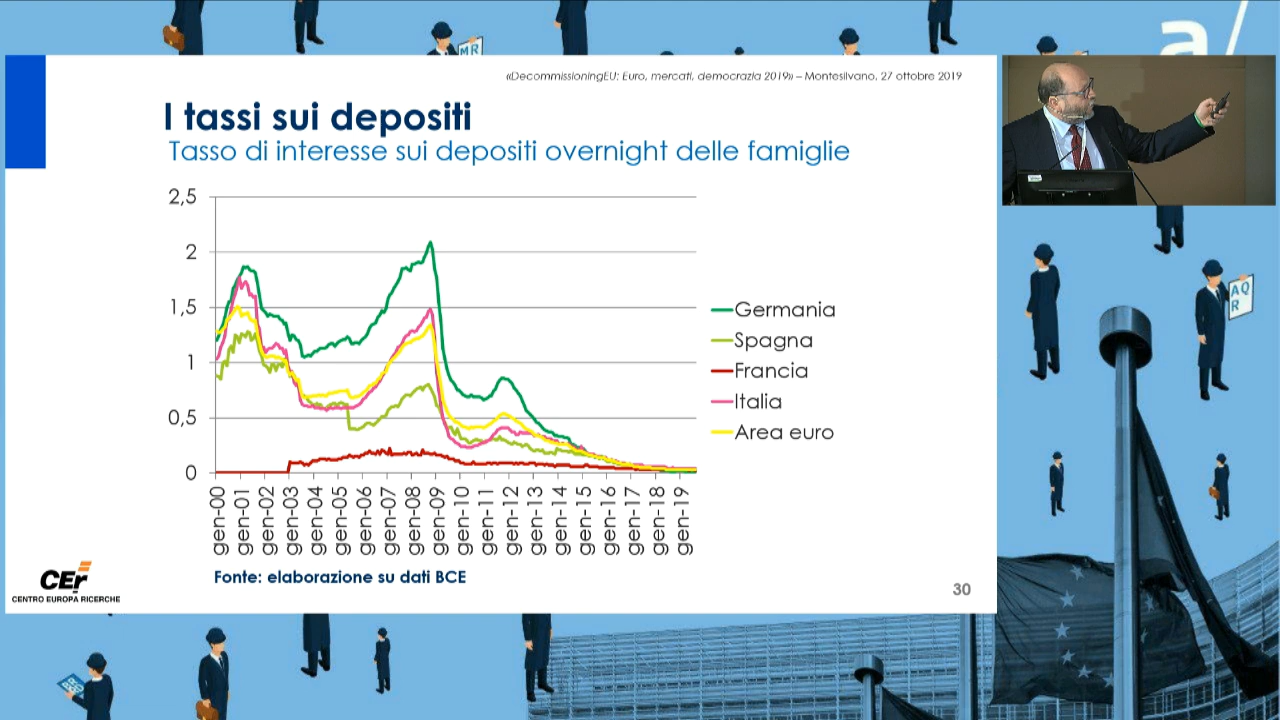 MR
a/
«DecommissioningEU: Euro, mercati, democrazia 2019» – Montesilvano, 27 ottobre 2019
I tassi sui depositi
Tasso di interesse sui depositi overnight delle famiglie
2,5
2
1,5
1
0,5
0
Germania
Spagna
Francia
Italia
Area euro
gen-00
gen-01
gen-02
gen-03
gen-04
gen-05
gen-06
gen-07
gen-08
gen-09
gen-10
gen-11
gen-12
gen-13
gen-14
gen-15
gen-16
gen-17
gen-18
gen-19
Fonte: elaborazione su dati BCE
CEr
CENTRO EUROPA RICERCHE
30
AQ
R